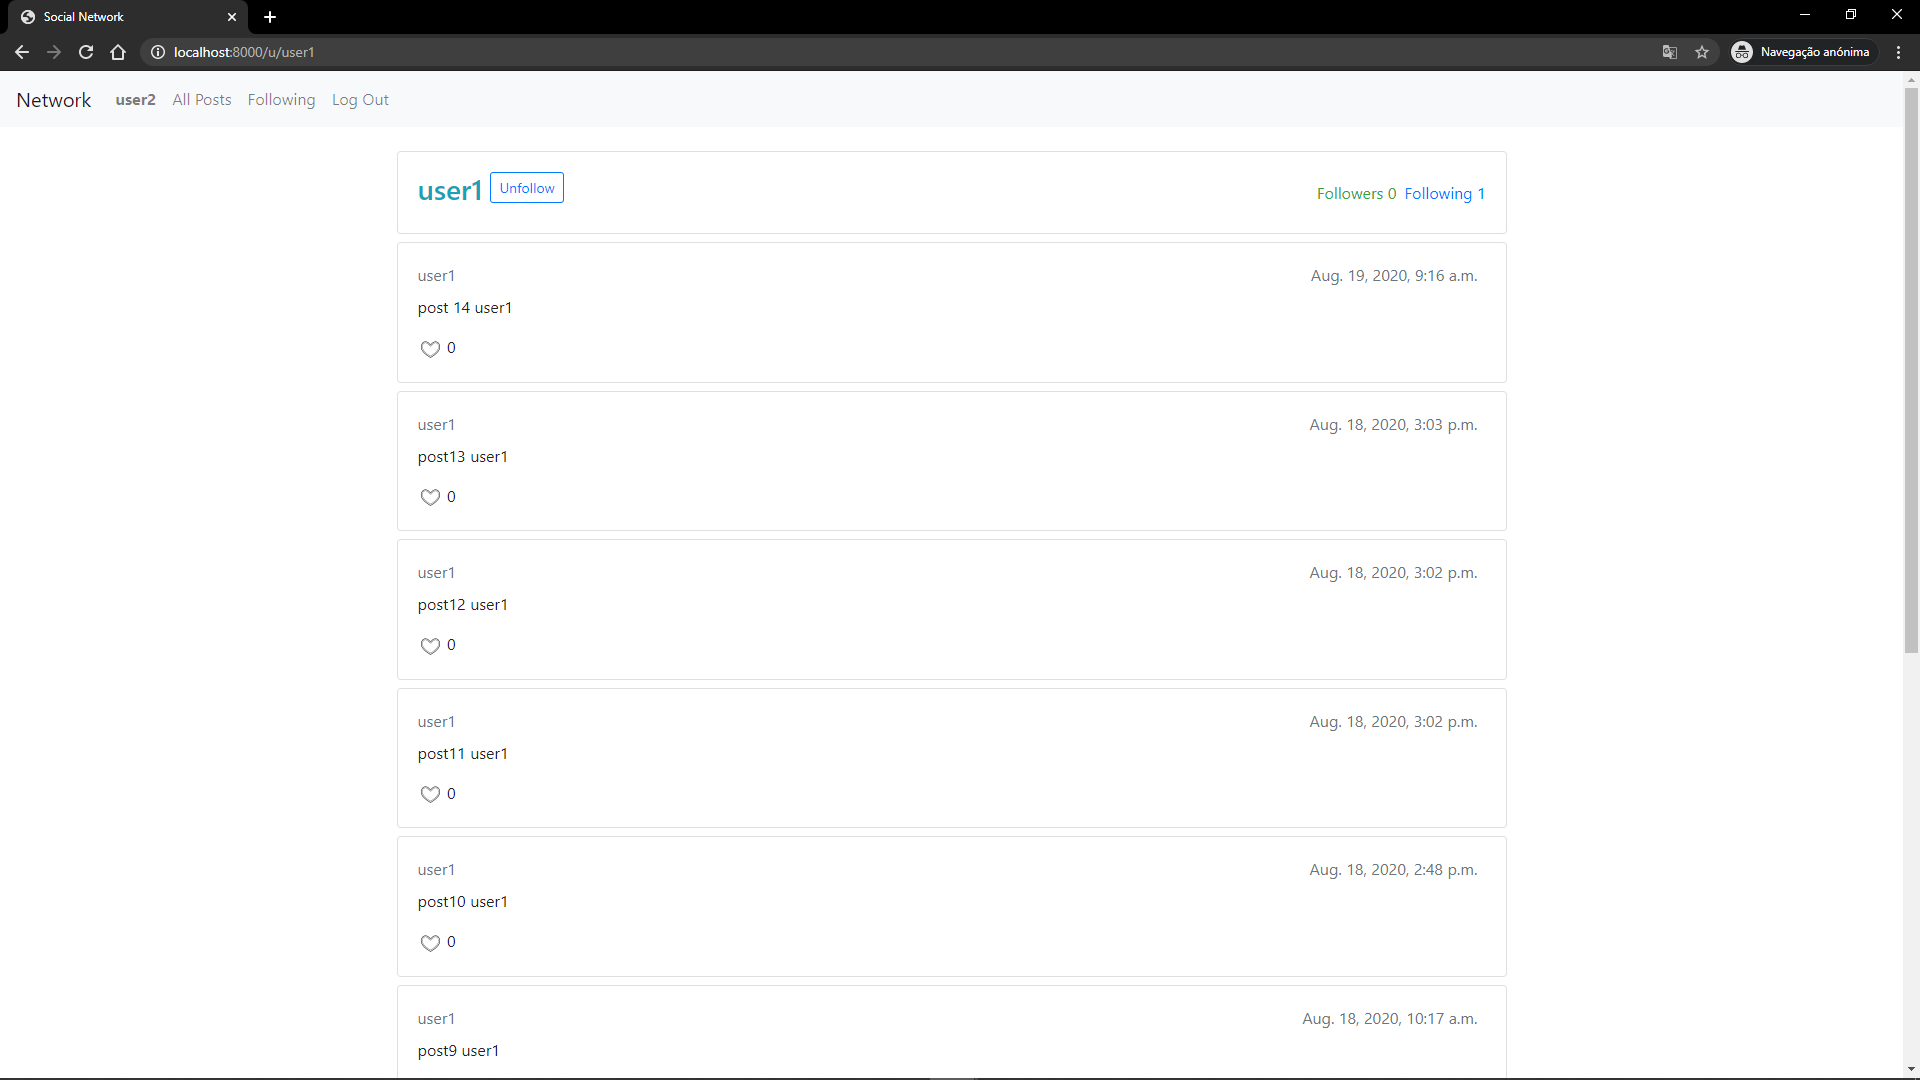 Social Network
localhost:8000/u/user1
Navegação anónima
Network user2 All Posts Following Log Out
user1 Unfollow Followers 0 Following 1
user1 Aug. 19, 2020, 9:16 a.m.
post 14 user1
0
user1 Aug. 18, 2020, 3:03 p.m.
post13 user1
0
user1 Aug. 18, 2020, 3:02 p.m.
post12 user1
0
user1 Aug. 18, 2020, 3:02 p.m.
post11 user1
0
user1 Aug. 18, 2020, 2:48 p.m.
post10 user1
0
user1 Aug. 18, 2020, 10:17 a.m.
post9 user1